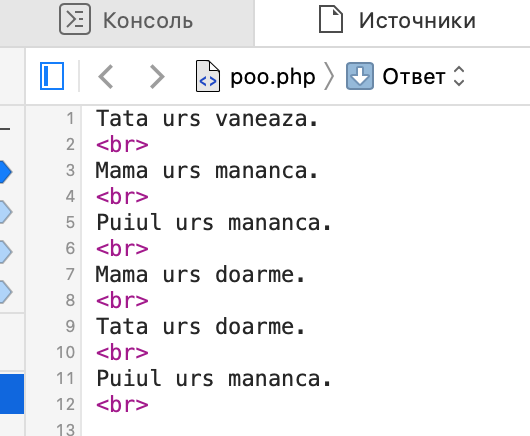 Консоль Источники
poo.php Ответ
1 Tata urs vaneaza.
2 <br>
3 Mama urs mananca.
4 <br>
5 Puiul urs mananca.
6 <br>
7 Mama urs doarme.
8 <br>
9 Tata urs doarme.
10 <br>
11 Puiul urs mananca.
12 <br>
13